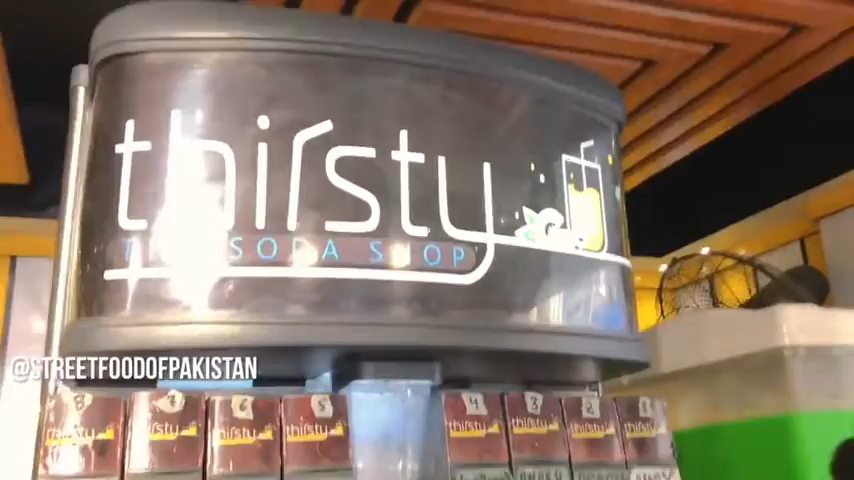 thirsty
THE SODA SHOP
@STREETFOODOFPAKISTAN
8 7 6 5 4 3 2 1
thirsty thirsty thirsty thirsty thirsty thirsty thirsty thirsty